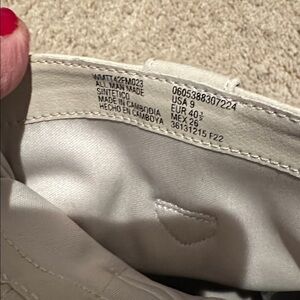 WMTT42FM023
ALL MAN MADE
SINTETICO
MADE IN CAMBODIA
HECHO EN CAMBOYA
0605388307224
USA 9
EUR 40½
MEX 26
36131215 F22